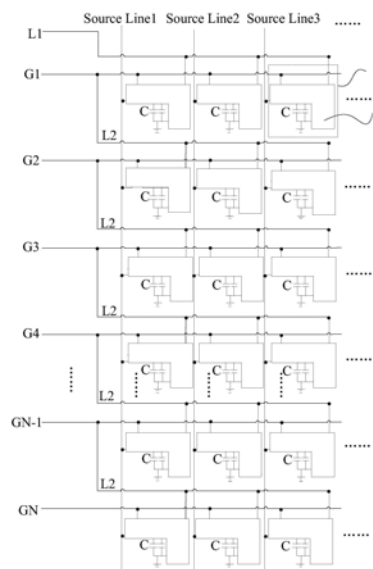 Source Line1 Source Line2 Source Line3 ......
L1
G1
C C C ......
L2
G2
C C C ......
L2
G3
C C C ......
L2
G4
C C C ......
...... ...... ...... ......
L2
GN-1
C C C ......
L2
GN
C C C ......